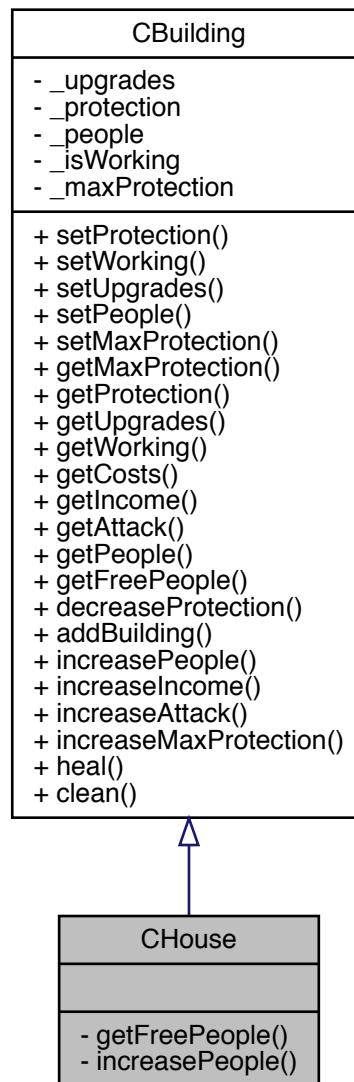 CBuilding
- _upgrades
- _protection
- _people
- _isWorking
- _maxProtection
+ setProtection()
+ setWorking()
+ setUpgrades()
+ setPeople()
+ setMaxProtection()
+ getMaxProtection()
+ getProtection()
+ getUpgrades()
+ getWorking()
+ getCosts()
+ getIncome()
+ getAttack()
+ getPeople()
+ getFreePeople()
+ decreaseProtection()
+ addBuilding()
+ increasePeople()
+ increaseIncome()
+ increaseAttack()
+ increaseMaxProtection()
+ heal()
+ clean()
CHouse
- getFreePeople()
- increasePeople()